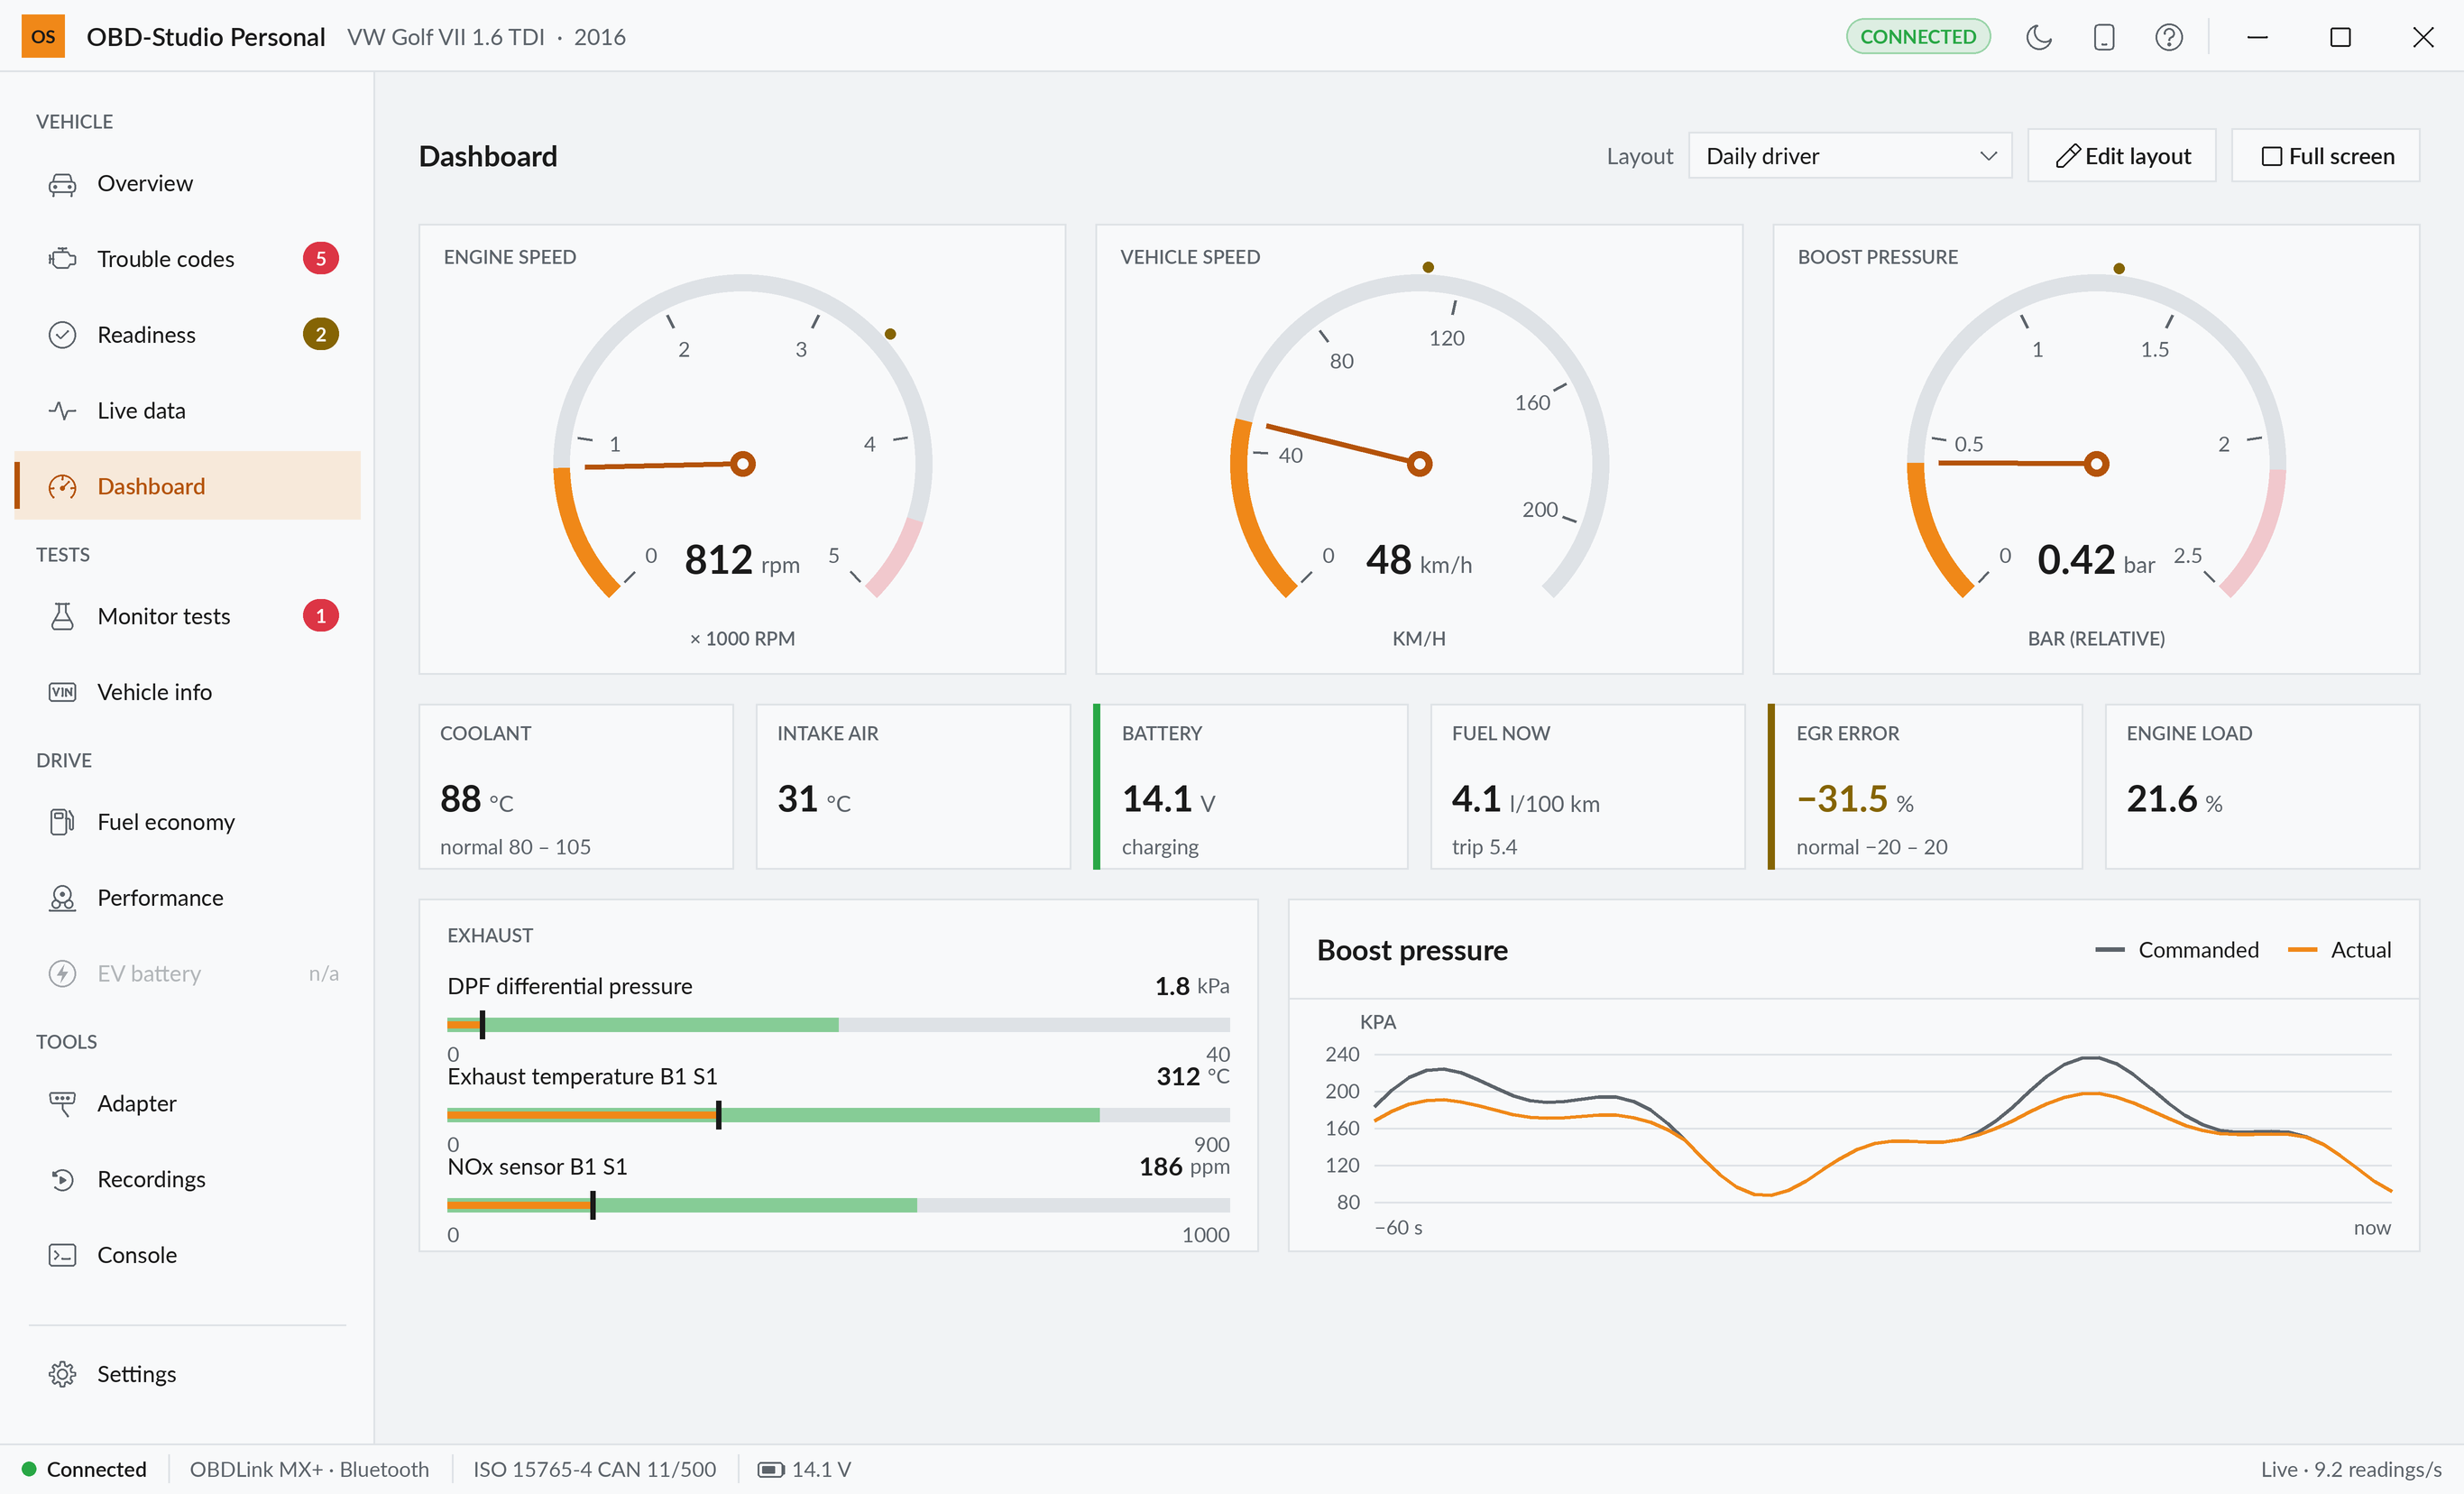 OS OBD-Studio Personal VW Golf VII 1.6 TDI · 2016 CONNECTED
VEHICLE
Overview
Trouble codes 5
Readiness 2
Live data
Dashboard
TESTS
Monitor tests 1
VIN Vehicle info
DRIVE
Fuel economy
Performance
EV battery n/a
TOOLS
Adapter
Recordings
Console
Settings
Dashboard Layout Daily driver Edit layout Full screen
ENGINE SPEED
0 1 2 3 4 5
812 rpm
× 1000 RPM
VEHICLE SPEED
0 40 80 120 160 200
48 km/h
KM/H
BOOST PRESSURE
0 0.5 1 1.5 2 2.5
0.42 bar
BAR (RELATIVE)
COOLANT
88 °C
normal 80 – 105
INTAKE AIR
31 °C
BATTERY
14.1 V
charging
FUEL NOW
4.1 l/100 km
trip 5.4
EGR ERROR
−31.5 %
normal −20 – 20
ENGINE LOAD
21.6 %
EXHAUST
DPF differential pressure 1.8 kPa
0 40
Exhaust temperature B1 S1 312 °C
0 900
NOx sensor B1 S1 186 ppm
0 1000
Boost pressure Commanded Actual
KPA
240
200
160
120
80
−60 s now
Connected OBDLink MX+ · Bluetooth ISO 15765-4 CAN 11/500 14.1 V Live · 9.2 readings/s